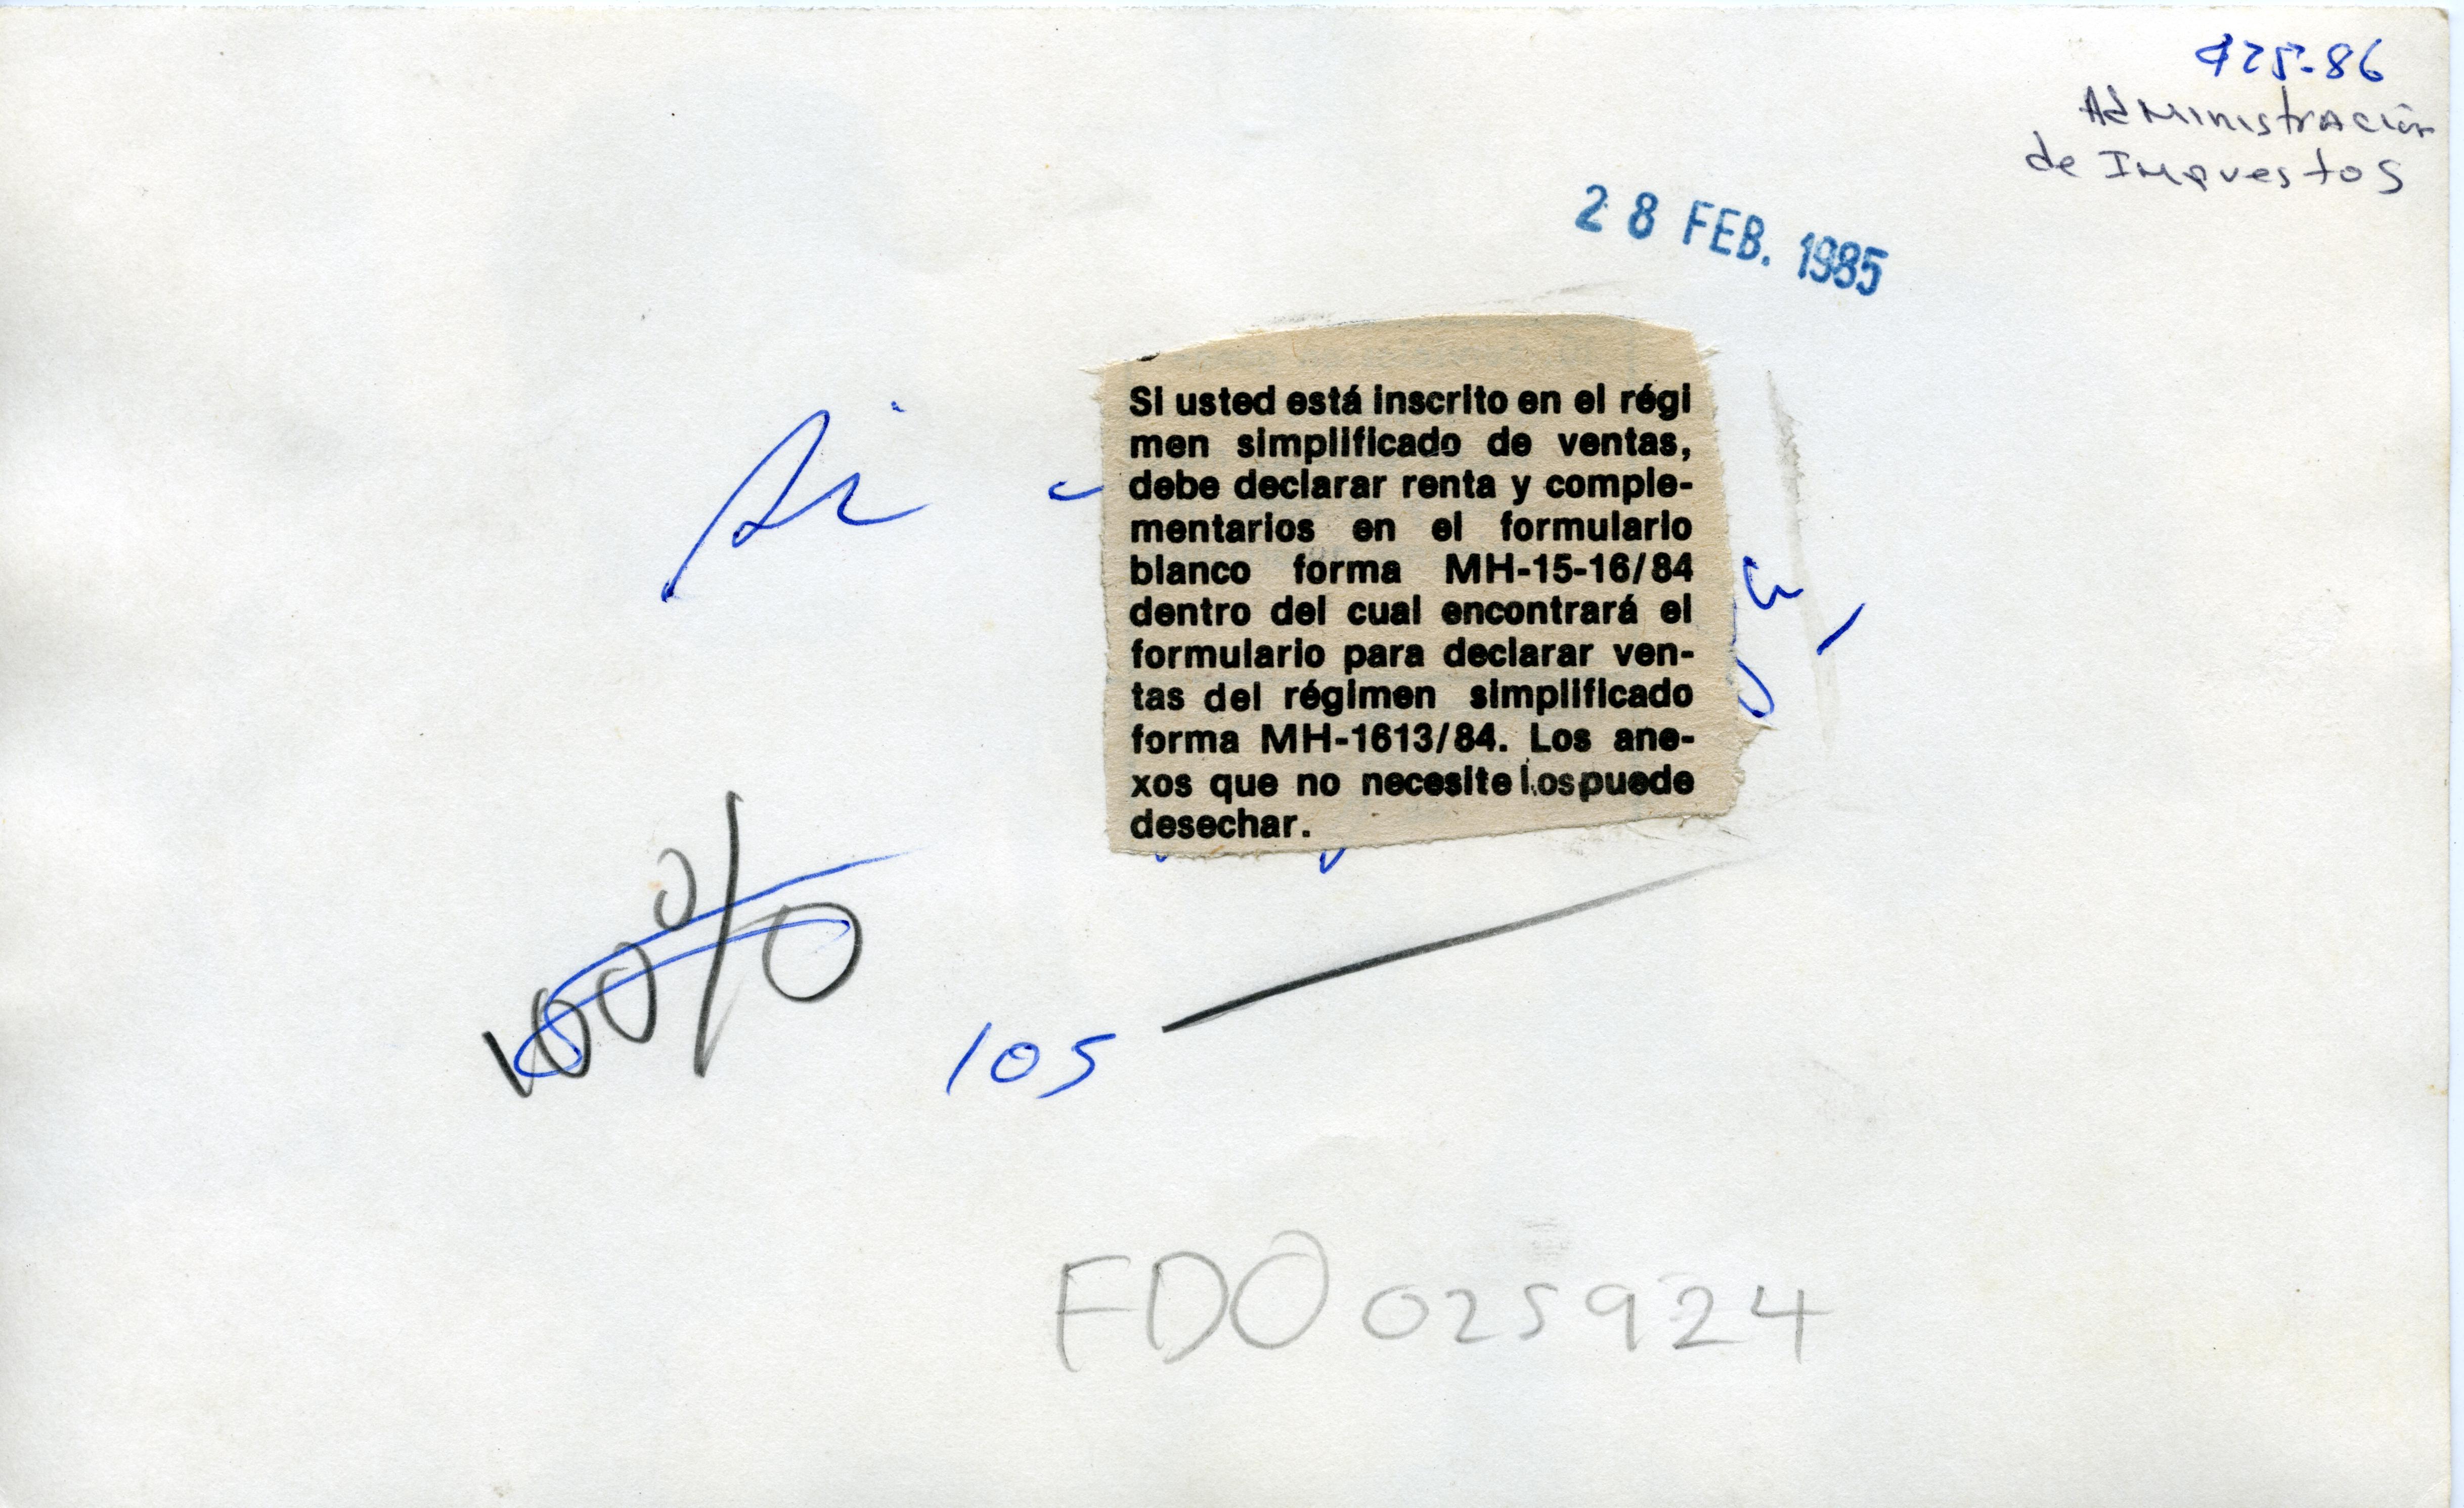 425-86
Administración
de Impuestos
28 FEB. 1985
Si usted está inscrito en el régi
men simplificado de ventas,
debe declarar renta y comple-
mentarios en el formulario
blanco forma MH-15-16/84
dentro del cual encontrará el
formulario para declarar ven-
tas del régimen simplificado
forma MH-1613/84. Los ane-
xos que no necesite los puede
desechar.
100%
105
FDO 025924